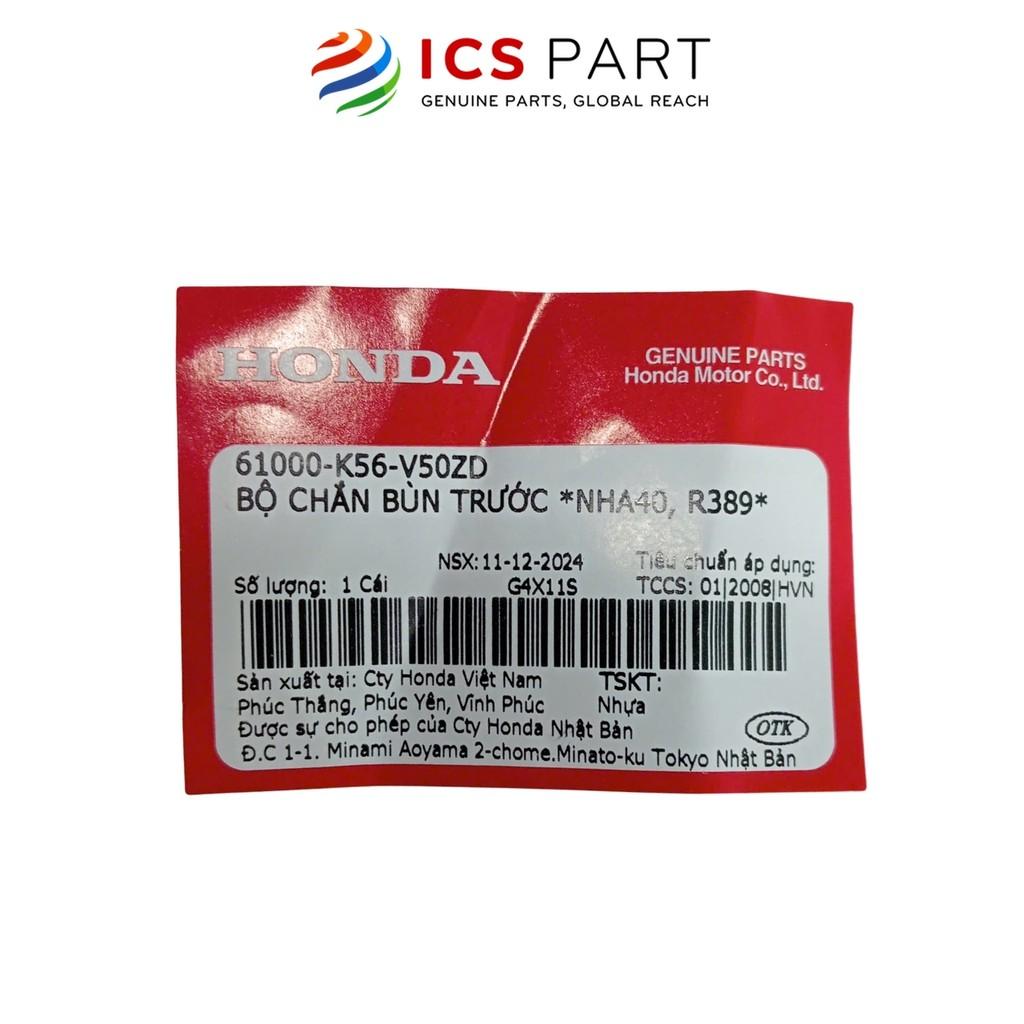 ICS PART
GENUINE PARTS, GLOBAL REACH
HONDA
GENUINE PARTS
Honda Motor Co., Ltd.
61000-K56-V50ZD
BỘ CHẮN BÙN TRƯỚC *NHA40, R389*
NSX: 11-12-2024 Tiêu chuẩn áp dụng:
Số lượng: 1 Cái G4X11S TCCS: 01|2008|HVN
Sản xuất tại: Cty Honda Việt Nam TSKT:
Phúc Thắng, Phúc Yên, Vĩnh Phúc Nhựa
Được sự cho phép của Cty Honda Nhật Bản OTK
Đ.C 1-1. Minami Aoyama 2-chome.Minato-ku Tokyo Nhật Bản